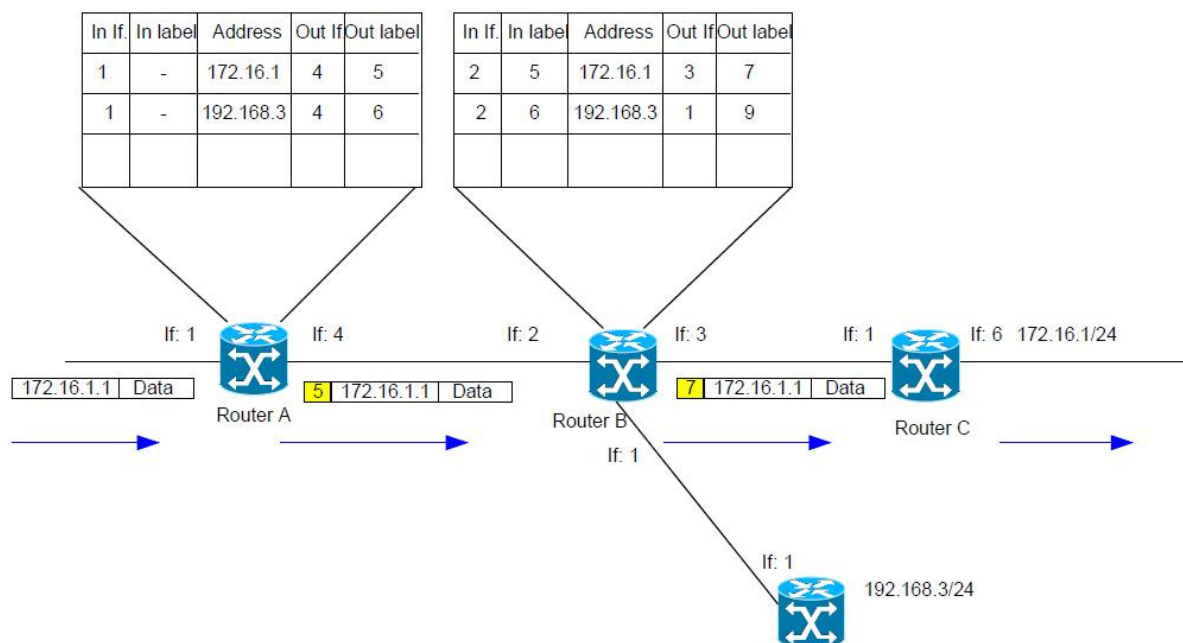 In If. In label Address Out If Out label
1 - 172.16.1 4 5
1 - 192.168.3 4 6
In If. In label Address Out If Out label
2 5 172.16.1 3 7
2 6 192.168.3 1 9
If: 1 If: 4 If: 2 If: 3 If: 1 If: 6 172.16.1/24
172.16.1.1 Data
5 172.16.1.1 Data
7 172.16.1.1 Data
Router A
Router B
Router C
If: 1
If: 1
192.168.3/24